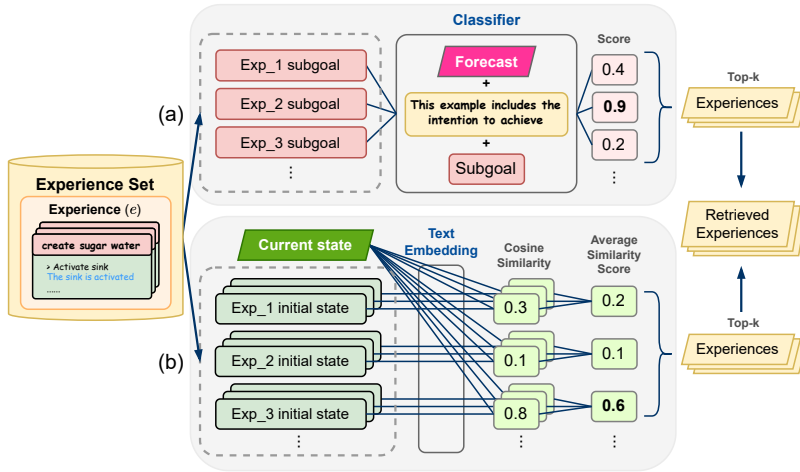 Classifier
Score
Exp_1 subgoal
Exp_2 subgoal
Exp_3 subgoal
⋮
Forecast
+
This example includes the
intention to achieve
+
Subgoal
0.4
0.9
0.2
⋮
(a)
Top-k
Experiences
Experience Set
Experience (e)
create sugar water
> Activate sink
The sink is activated
......
Retrieved
Experiences
Current state
Text
Embedding
Cosine
Similarity
Average
Similarity
Score
Exp_1 initial state
0.3
0.2
Exp_2 initial state
0.1
0.1
(b)
Exp_3 initial state
0.8
0.6
⋮
⋮
⋮
Top-k
Experiences